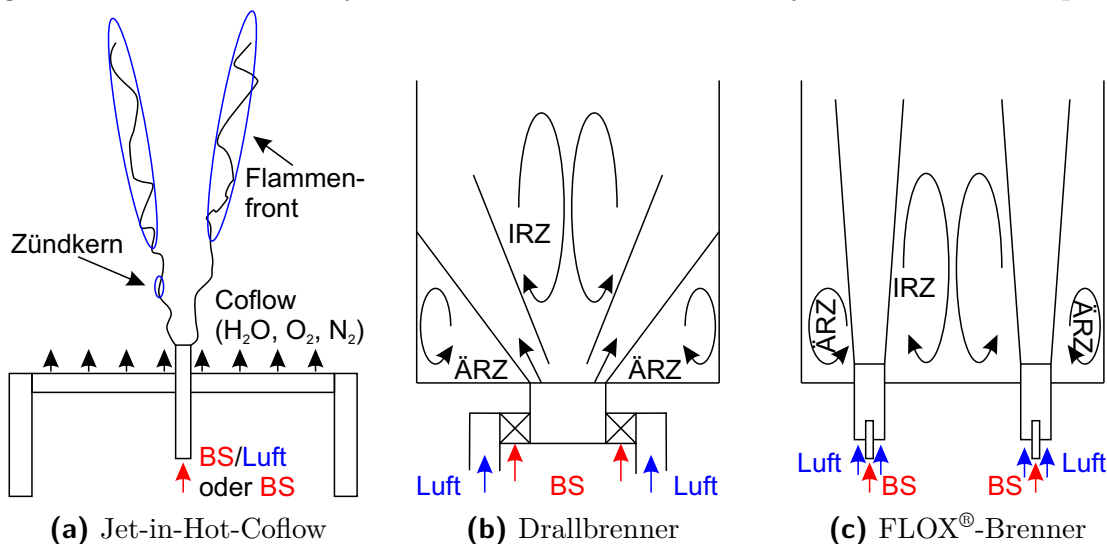 Flammen-
front
Zündkern
Coflow
(H₂O, O₂, N₂)
BS/Luft
oder BS
(a) Jet-in-Hot-Coflow
IRZ
ÄRZ
ÄRZ
Luft
BS
Luft
(b) Drallbrenner
IRZ
ÄRZ
ÄRZ
Luft
BS
BS
Luft
(c) FLOX®-Brenner